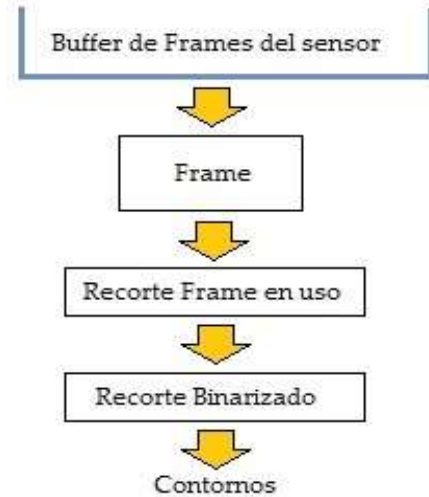 Buffer de Frames del sensor
Frame
Recorte Frame en uso
Recorte Binarizado
Contornos